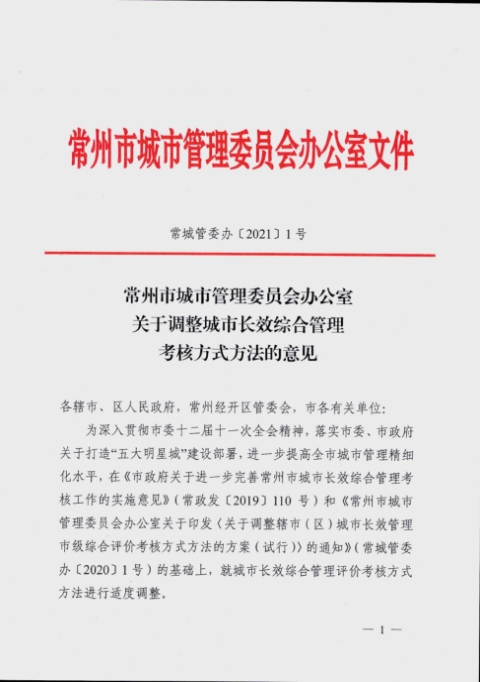 常州市城市管理委员会办公室文件
常城管委办〔2021〕1号
常州市城市管理委员会办公室
关于调整城市长效综合管理
考核方式方法的意见
各辖市、区人民政府，常州经开区管委会，市各有关单位：
为深入贯彻市委十二届十一次全会精神，落实市委、市政府
关于打造“五大明星城”建设部署，进一步提高全市城市管理精细
化水平，在《市政府关于进一步完善常州市城市长效综合管理考
核工作的实施意见》（常政发〔2019〕110 号）和《常州市城市
管理委员会办公室关于印发〈关于调整辖市（区）城市长效管理
市级综合评价考核方式方法的方案（试行）〉的通知》（常城管委
办〔2020〕1号）的基础上，就城市长效综合管理评价考核方式
方法进行适度调整。
— 1 —